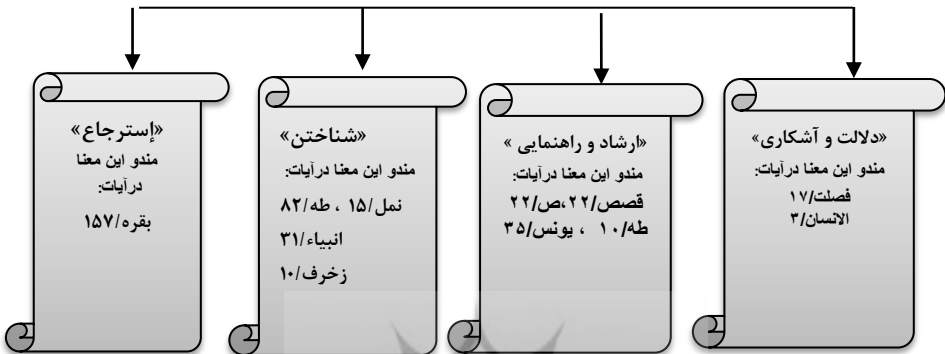 «دلالت و آشکاری»
مندو این معنا درآیات:
فصلت/۱۷
الانسان/۳
«ارشاد و راهنمایی »
مندو این معنا درآیات:
قصص/۲۲،ص/۲۲
طه/۱۰ ، یونس/۳۵
«شناختن»
مندو این معنا درآیات:
نمل/۱۵ ، طه/۸۲
انبیاء/۳۱
زخرف/۱۰
«إسترجاع»
مندو این معنا
درآیات:
بقره/۱۵۷